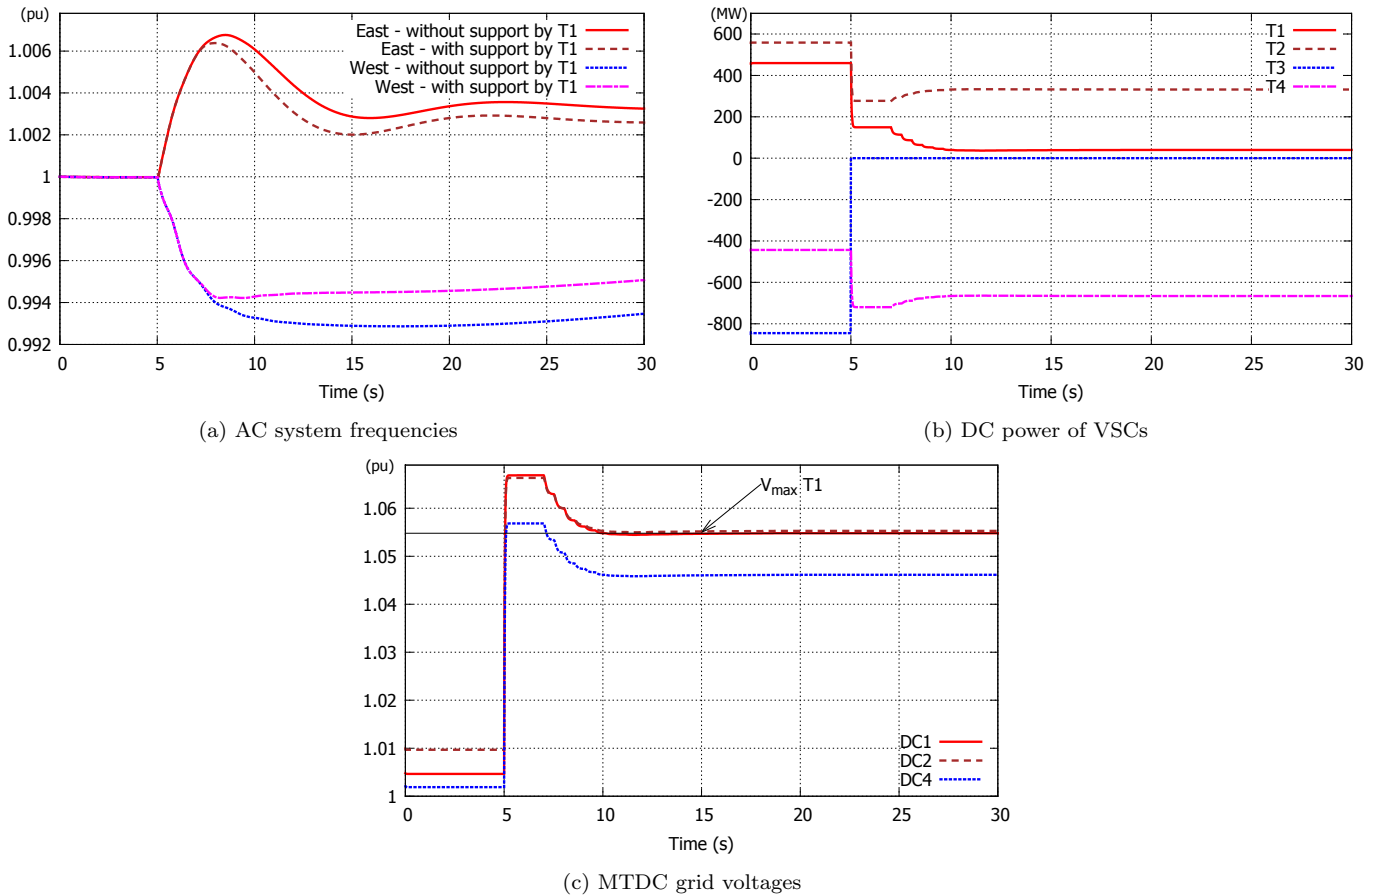 (pu)
1.006
1.004
1.002
1
0.998
0.996
0.994
0.992
0 5 10 15 20 25 30
Time (s)
East - without support by T1
East - with support by T1
West - without support by T1
West - with support by T1
(a) AC system frequencies
(MW)
600
400
200
0
-200
-400
-600
-800
0 5 10 15 20 25 30
Time (s)
T1
T2
T3
T4
(b) DC power of VSCs
(pu)
1.06
1.05
1.04
1.03
1.02
1.01
1
0 5 10 15 20 25 30
Time (s)
Vmax T1
DC1
DC2
DC4
(c) MTDC grid voltages